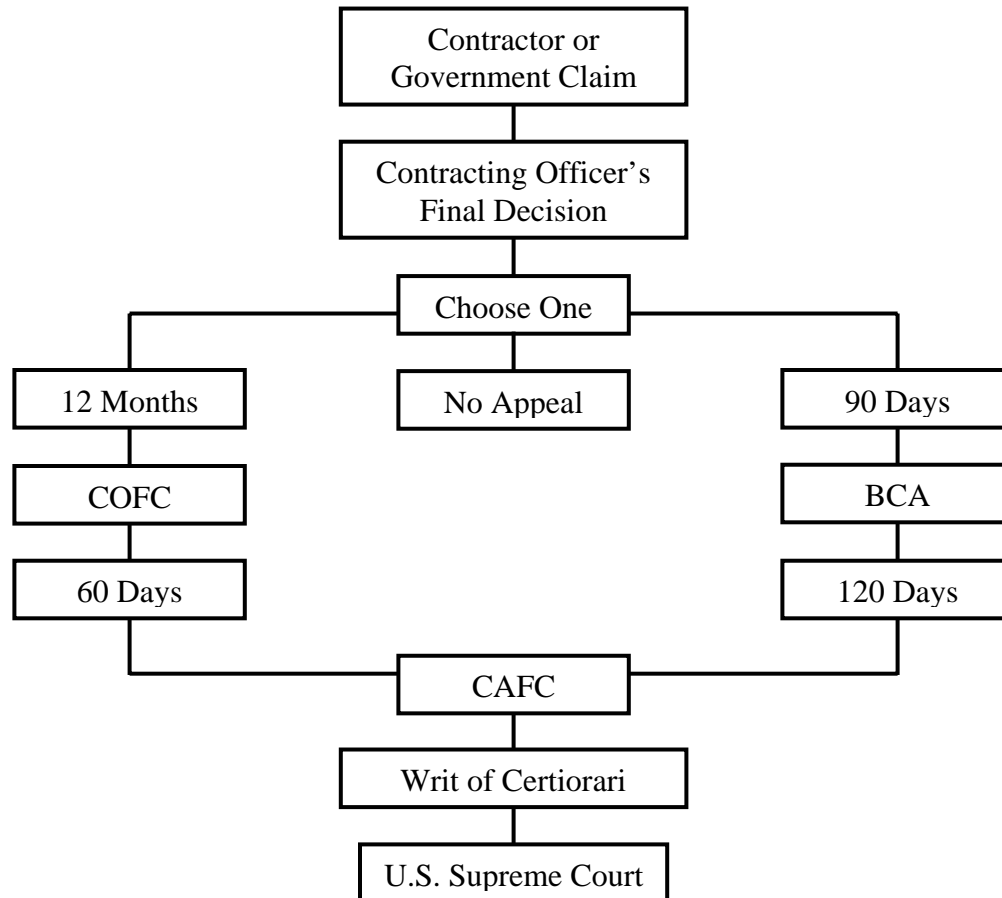 Contractor or
Government Claim
Contracting Officer’s
Final Decision
Choose One
12 Months
No Appeal
90 Days
COFC
BCA
60 Days
120 Days
CAFC
Writ of Certiorari
U.S. Supreme Court